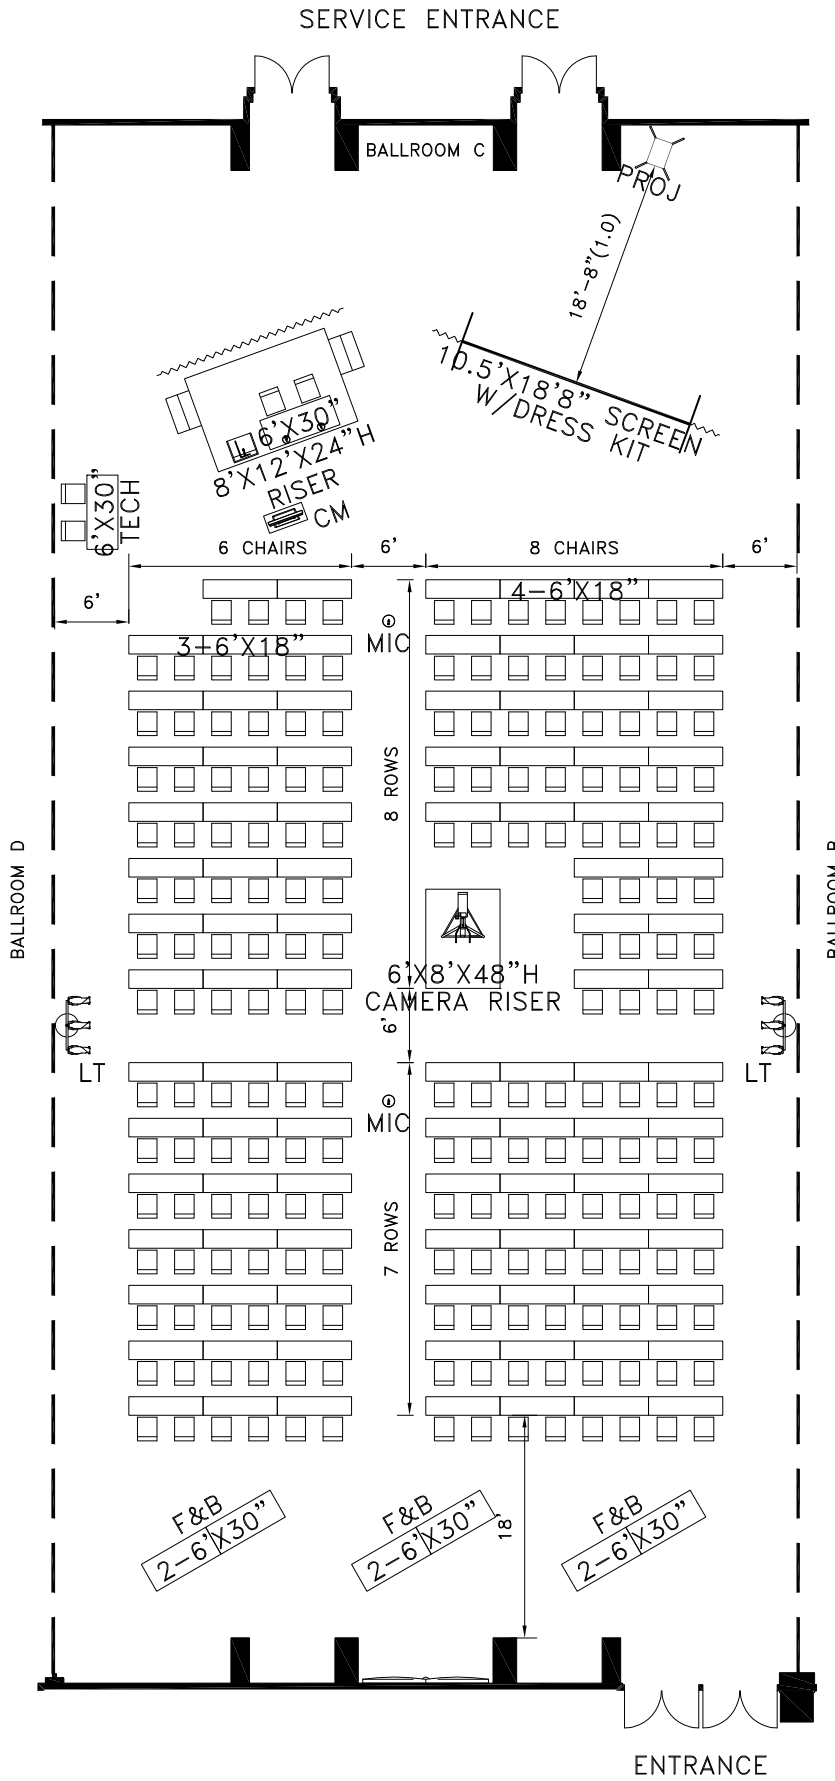 SERVICE ENTRANCE
BALLROOM C
PROJ
18'-8"(1.0)
10.5'X18'8" SCREEN
W/DRESS KIT
6'X30"
8'X12'X24"H
RISER
CM
6'X30"
TECH
6 CHAIRS
6'
8 CHAIRS
6'
6'
4-6'X18"
MIC
3-6'X18"
8 ROWS
BALLROOM D
6'X8'X48"H
CAMERA RISER
6'
LT
LT
MIC
7 ROWS
F&B
2-6'X30"
F&B
2-6'X30"
18'
F&B
2-6'X30"
ENTRANCE